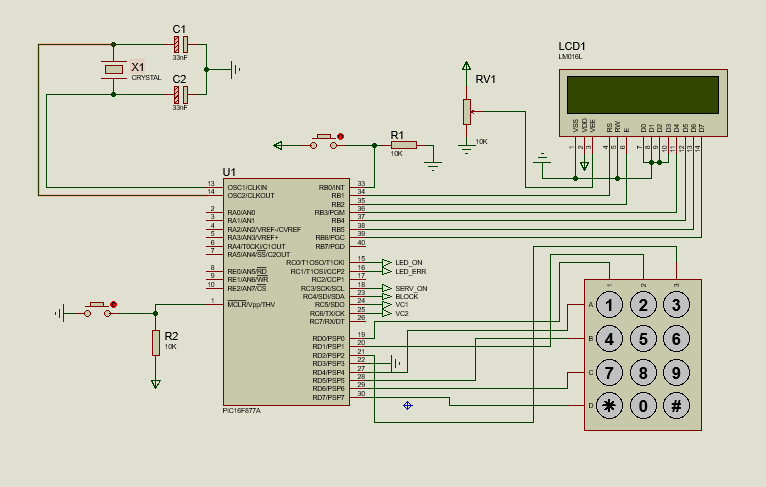 C1
33nF
X1
CRYSTAL
C2
33nF
RV1
10K
LCD1
LM016L
VSS
VDD
VEE
RS
RW
E
D0
D1
D2
D3
D4
D5
D6
D7
1
2
3
4
5
6
7
8
9
10
11
12
13
14
R1
10K
U1
13 OSC1/CLKIN RB0/INT 33
14 OSC2/CLKOUT RB1 34
RB2 35
2 RA0/AN0 RB3/PGM 36
3 RA1/AN1 RB4 37
4 RA2/AN2/VREF-/CVREF RB5 38
5 RA3/AN3/VREF+ RB6/PGC 39
6 RA4/T0CKI/C1OUT RB7/PGD 40
7 RA5/AN4/SS/C2OUT
RC0/T1OSO/T1CKI 15 LED_ON
8 RE0/AN5/RD RC1/T1OSI/CCP2 16 LED_ERR
9 RE1/AN6/WR RC2/CCP1 17
10 RE2/AN7/CS RC3/SCK/SCL 18 SERV_ON
RC4/SDI/SDA 23 BLOCK
1 MCLR/Vpp/THV RC5/SDO 24 VC1
RC6/TX/CK 25 VC2
RC7/RX/DT 26
RD0/PSP0 19
RD1/PSP1 20
RD2/PSP2 21
RD3/PSP3 22
RD4/PSP4 27
RD5/PSP5 28
RD6/PSP6 29
RD7/PSP7 30
PIC16F877A
R2
10K
1 2 3
A 1 2 3
B 4 5 6
C 7 8 9
D * 0 #